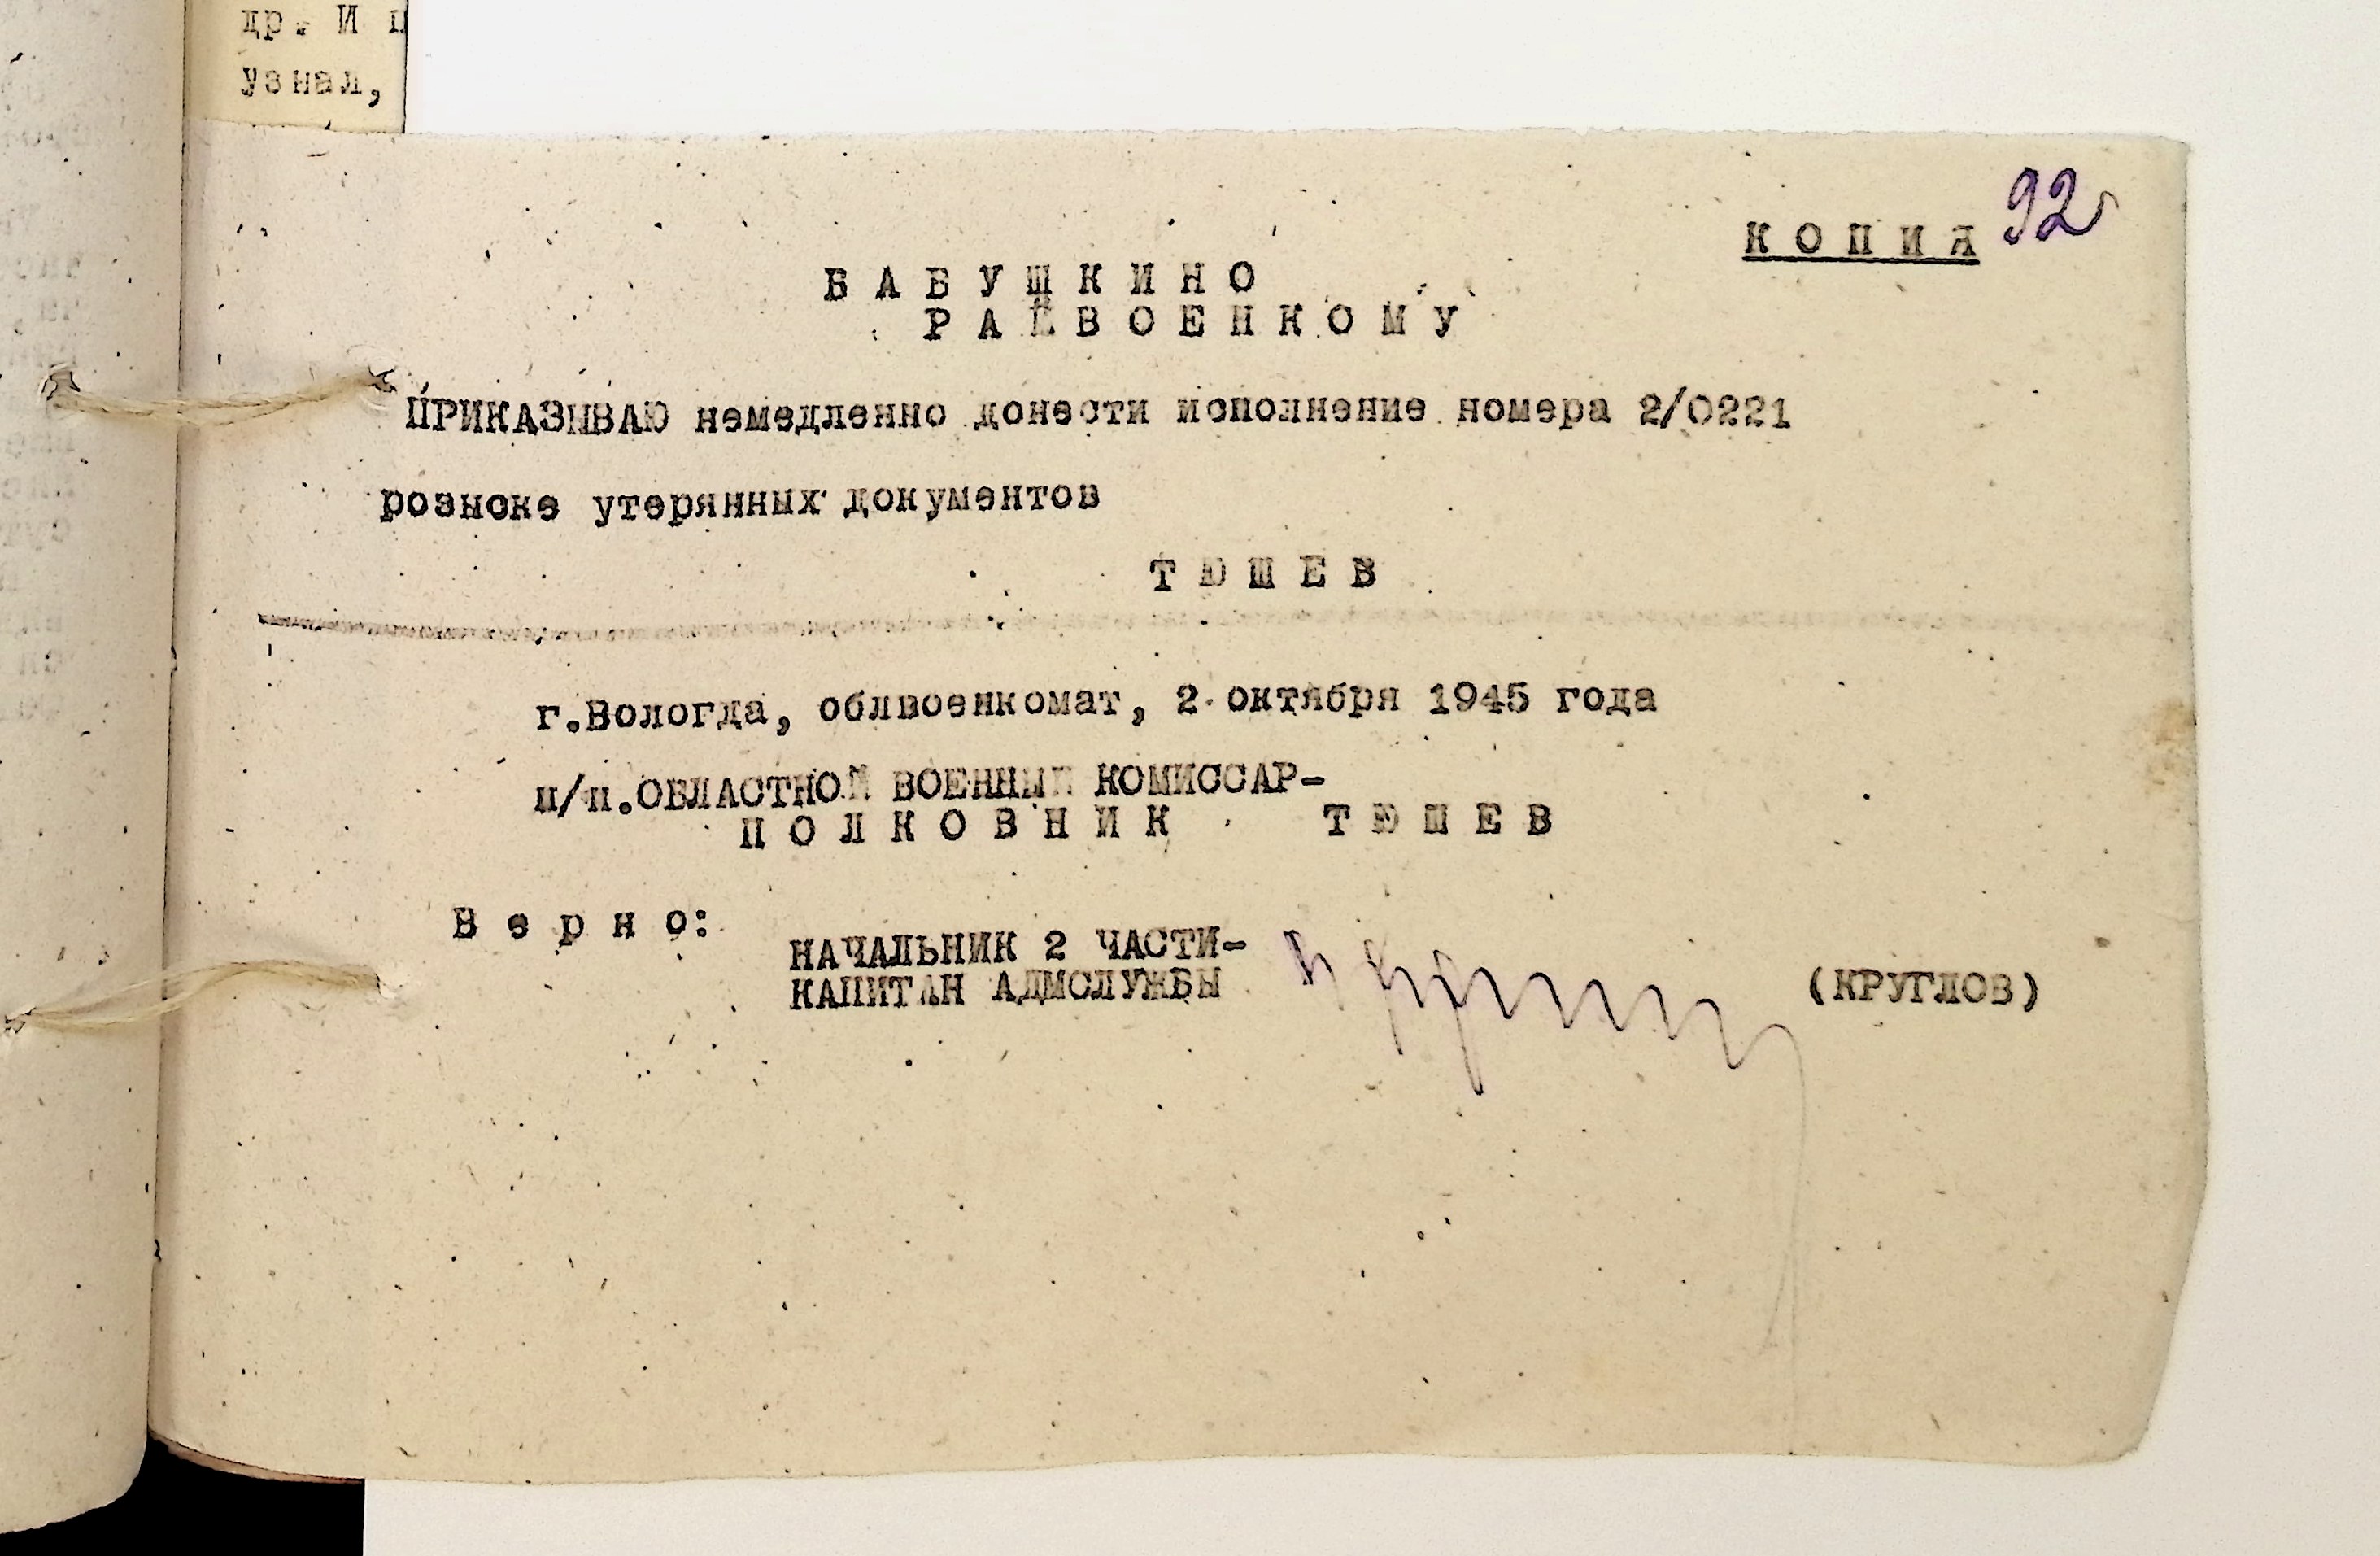 др. И п
узнал,
КОПИЯ 92
БАБУШКИНО
РАЙВОЕНКОМУ
ПРИКАЗЫВАЮ немедленно донести исполнение номера 2/0221
розыске утерянных документов
ТЮШЕВ
г.Вологда, облвоенкомат, 2 октября 1945 года
п/п.ОБЛАСТНОЙ ВОЕННЫЙ КОМИССАР-
ПОЛКОВНИК ТЮШЕВ
Верно:
НАЧАЛЬНИК 2 ЧАСТИ-
КАПИТАН АДМСЛУЖБЫ (КРУГЛОВ)